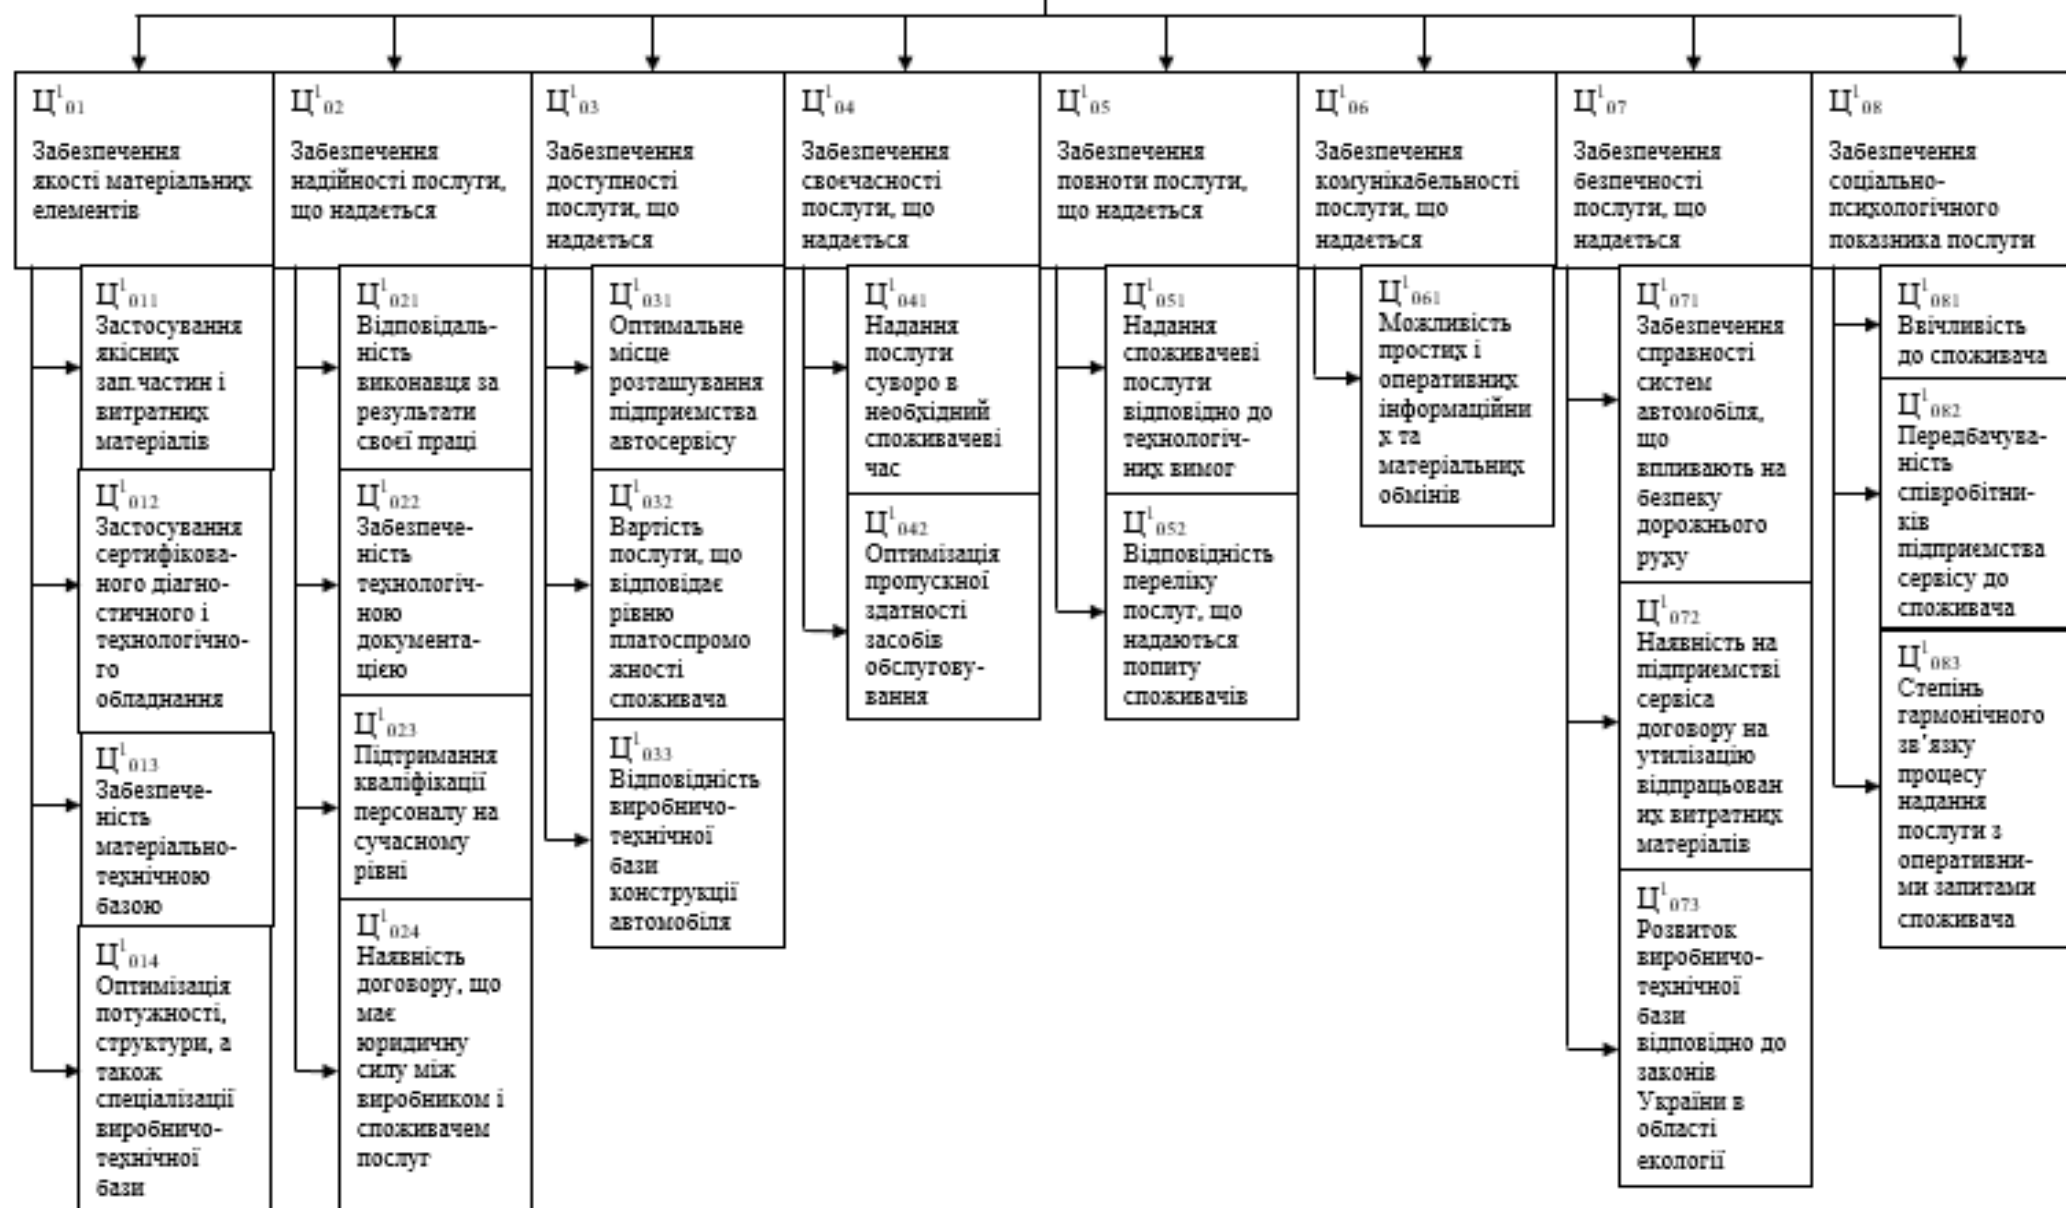 Ц¹01
Забезпечення
якості матеріальних
елементів
Ц¹011
Застосування
якісних
зап.частин і
витратних
матеріалів
Ц¹012
Застосування
сертифікова-
ного діагно-
стичного і
технологічно-
го
обладнання
Ц¹013
Забезпече-
ність
матеріально-
технічною
базою
Ц¹014
Оптимізація
потужності,
структури, а
також
спеціалізації
виробничо-
технічної
бази
Ц¹02
Забезпечення
надійності послуги,
що надається
Ц¹021
Відповідаль-
ність
виконавця за
результати
своєї праці
Ц¹022
Забезпече-
ність
технологіч-
ною
документа-
цією
Ц¹023
Підтримання
кваліфікації
персоналу на
сучасному
рівні
Ц¹024
Наявність
договору, що
має
юридичну
силу між
виробником і
споживачем
послуг
Ц¹03
Забезпечення
доступності
послуги, що
надається
Ц¹031
Оптимальне
місце
розташування
підприємства
автосервісу
Ц¹032
Вартість
послуги, що
відповідає
рівню
платоспромо
жності
споживача
Ц¹033
Відповідність
виробничо-
технічної
бази
конструкції
автомобіля
Ц¹04
Забезпечення
своєчасності
послуги, що
надається
Ц¹041
Надання
послуги
суворо в
необхідний
споживачеві
час
Ц¹042
Оптимізація
пропускної
здатності
засобів
обслугову-
вання
Ц¹05
Забезпечення
повноти послуги,
що надається
Ц¹051
Надання
споживачеві
послуги
відповідно до
технологіч-
них вимог
Ц¹052
Відповідність
переліку
послуг, що
надаються
попиту
споживачів
Ц¹06
Забезпечення
комунікабельності
послуги, що
надається
Ц¹061
Можливість
простих і
оперативних
інформаційни
х та
матеріальних
обмінів
Ц¹07
Забезпечення
безпечності
послуги, що
надається
Ц¹071
Забезпечення
справності
систем
автомобіля,
що
впливають на
безпеку
дорожнього
руху
Ц¹072
Наявність на
підприємстві
сервіса
договору на
утилізацію
відпрацьован
их витратних
матеріалів
Ц¹073
Розвиток
виробничо-
технічної
бази
відповідно до
законів
України в
області
екології
Ц¹08
Забезпечення
соціально-
психологічного
показника послуги
Ц¹081
Ввічливість
до споживача
Ц¹082
Передбачува-
ність
співробітни-
ків
підприємства
сервісу до
споживача
Ц¹083
Степінь
гармонічного
зв'язку
процесу
надання
послуги з
оперативни-
ми запитами
споживача